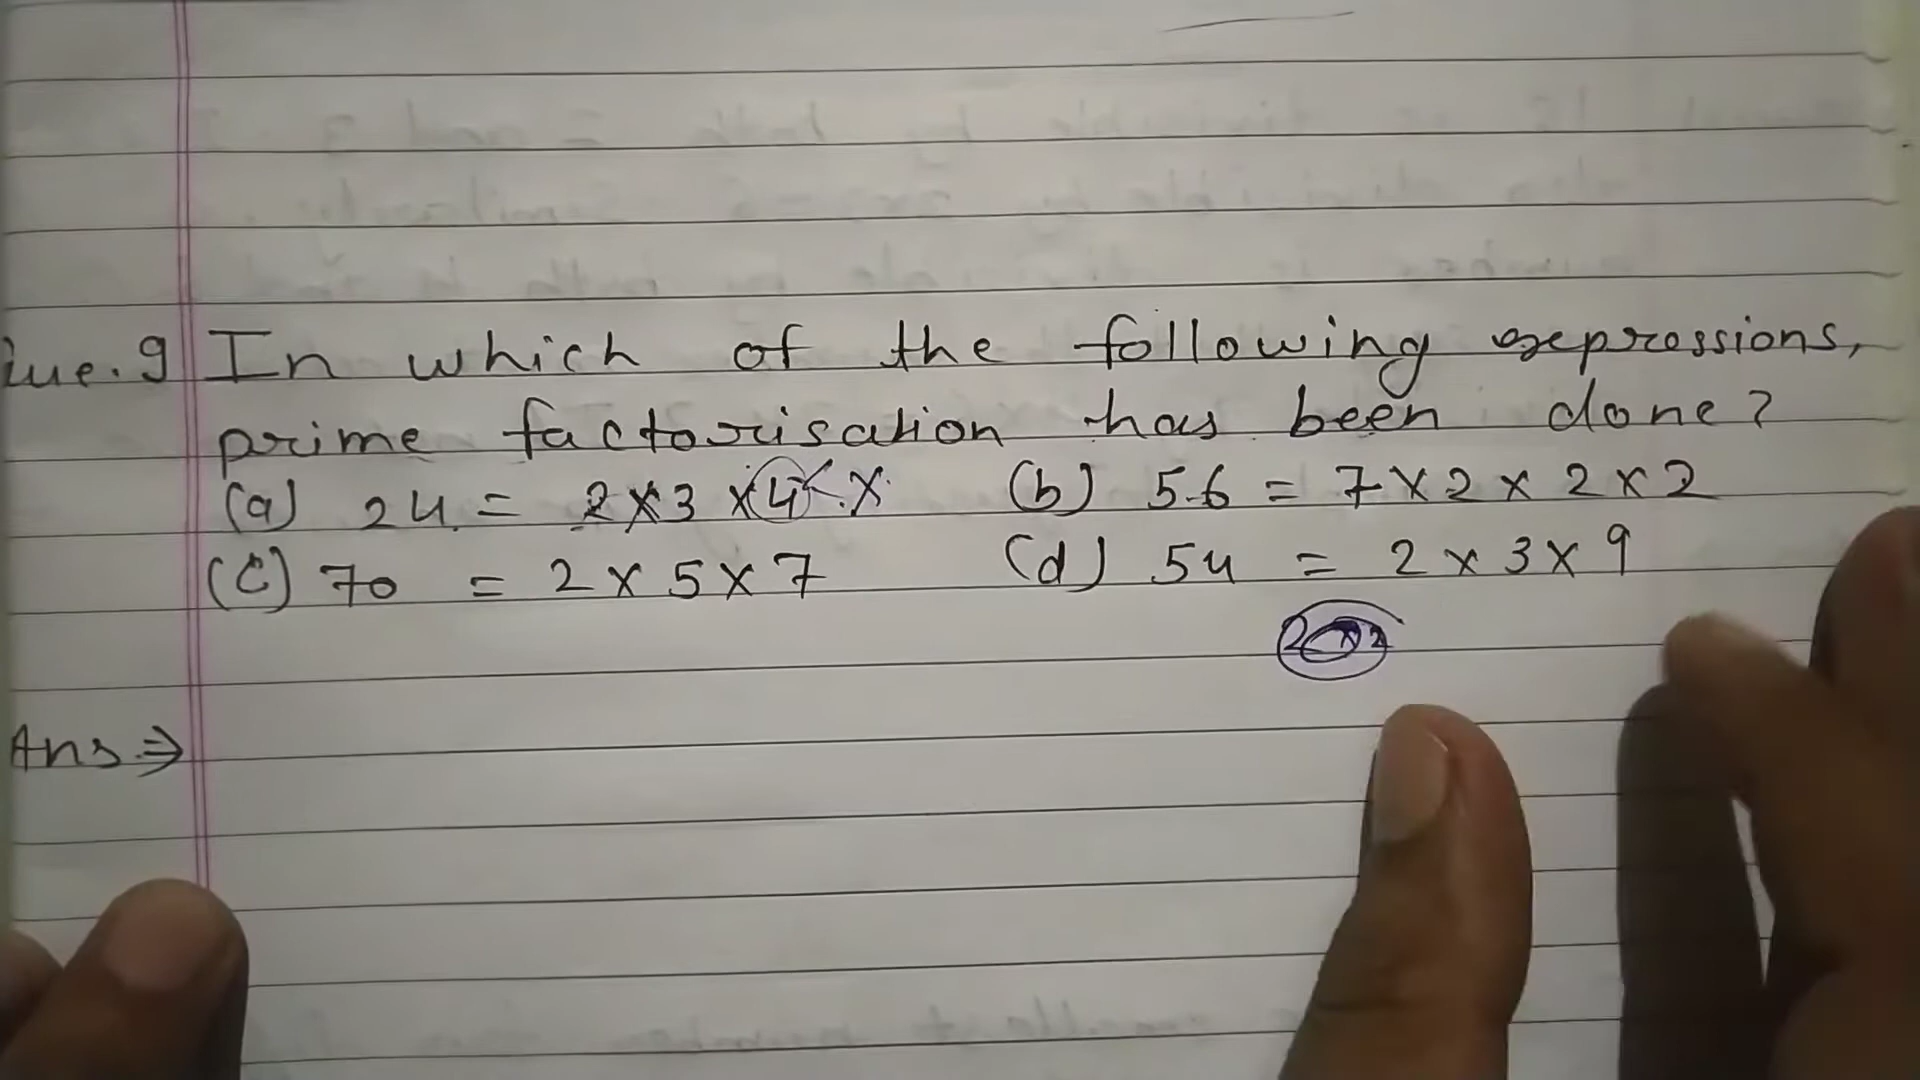 Que. 9 In which of the following expressions,
prime factorisation has been done?
(a) 24 = 2×3×4 × (b) 56 = 7×2×2×2
(c) 70 = 2×5×7 (d) 54 = 2×3×9
Ans ⇒